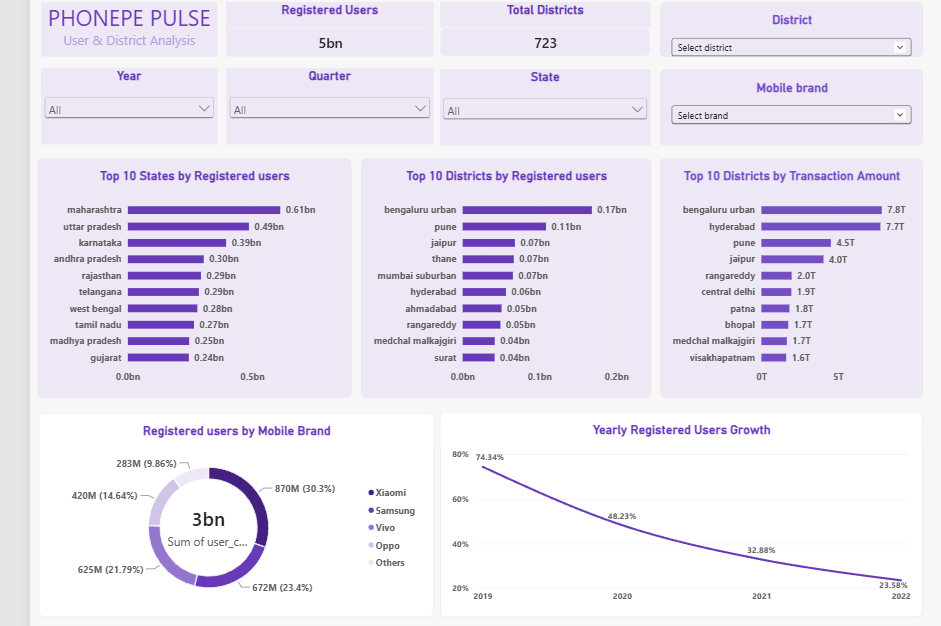 PHONEPE PULSE
User & District Analysis
Registered Users
5bn
Total Districts
723
District
Select district
Year
All
Quarter
All
State
All
Mobile brand
Select brand
Top 10 States by Registered users
maharashtra 0.61bn
uttar pradesh 0.49bn
karnataka 0.39bn
andhra pradesh 0.30bn
rajasthan 0.29bn
telangana 0.29bn
west bengal 0.28bn
tamil nadu 0.27bn
madhya pradesh 0.25bn
gujarat 0.24bn
0.0bn 0.5bn
Top 10 Districts by Registered users
bengaluru urban 0.17bn
pune 0.11bn
jaipur 0.07bn
thane 0.07bn
mumbai suburban 0.07bn
hyderabad 0.06bn
ahmadabad 0.05bn
rangareddy 0.05bn
medchal malkajgiri 0.04bn
surat 0.04bn
0.0bn 0.1bn 0.2bn
Top 10 Districts by Transaction Amount
bengaluru urban 7.8T
hyderabad 7.7T
pune 4.5T
jaipur 4.0T
rangareddy 2.0T
central delhi 1.9T
patna 1.8T
bhopal 1.7T
medchal malkajgiri 1.7T
visakhapatnam 1.6T
0T 5T
Registered users by Mobile Brand
283M (9.86%)
870M (30.3%)
420M (14.64%)
625M (21.79%)
672M (23.4%)
3bn
Sum of user_c...
Xiaomi
Samsung
Vivo
Oppo
Others
Yearly Registered Users Growth
80%
60%
40%
20%
74.34%
48.23%
32.88%
23.58%
2019 2020 2021 2022